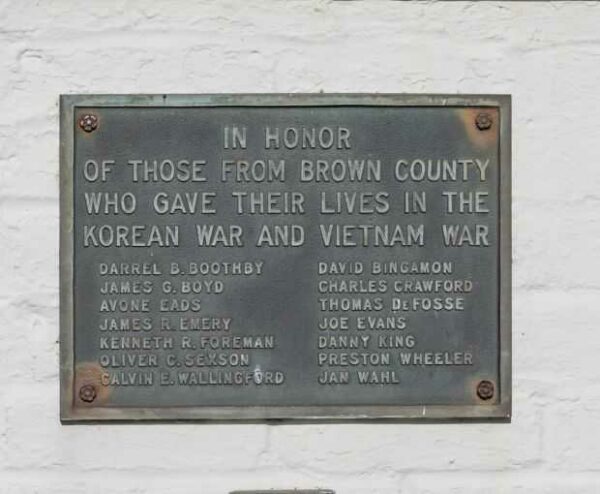 IN HONOR
OF THOSE FROM BROWN COUNTY
WHO GAVE THEIR LIVES IN THE
KOREAN WAR AND VIETNAM WAR
DARREL B. BOOTHBY
JAMES G. BOYD
AVONE EADS
JAMES R. EMERY
KENNETH R. FOREMAN
OLIVER C. SEXSON
CALVIN E. WALLINGFORD
DAVID BINGAMON
CHARLES CRAWFORD
THOMAS DeFOSSE
JOE EVANS
DANNY KING
PRESTON WHEELER
JAN WAHL